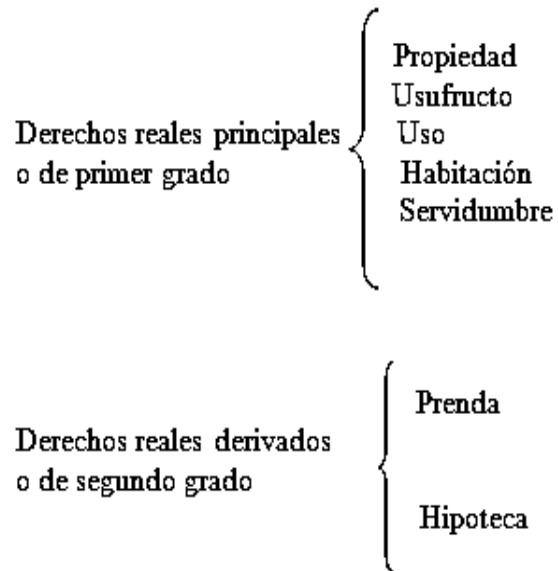 Derechos reales principales
o de primer grado
Propiedad
Usufructo
Uso
Habitación
Servidumbre
Derechos reales derivados
o de segundo grado
Prenda
Hipoteca